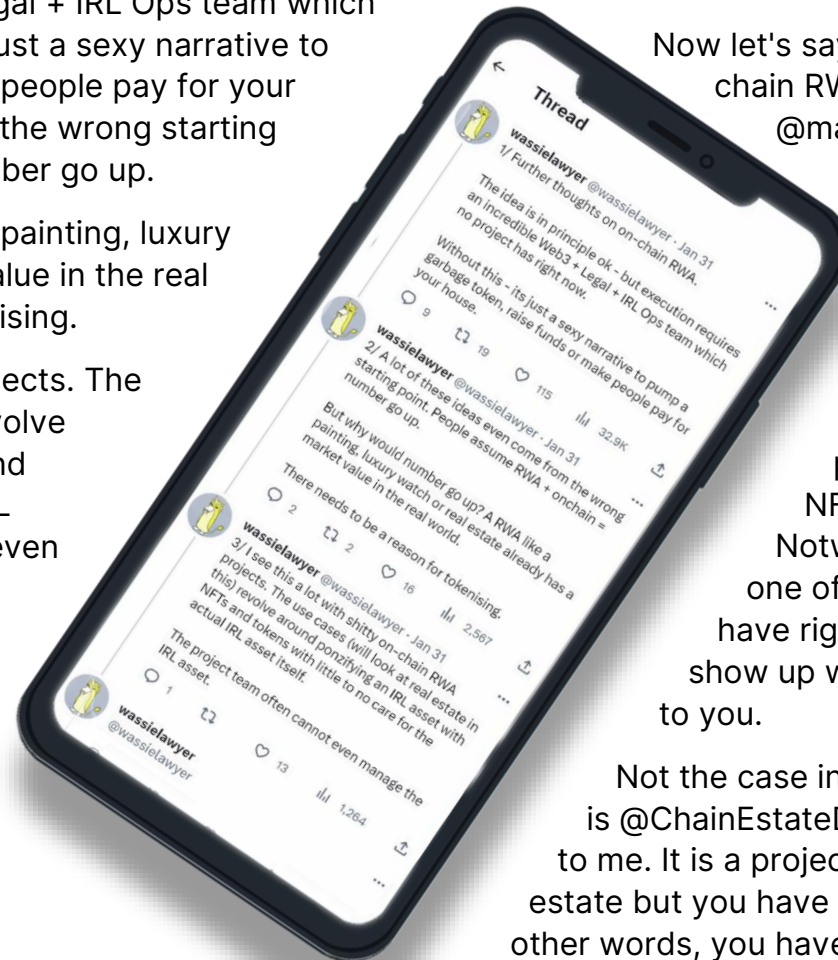 gal + IRL Ops team which
ust a sexy narrative to
people pay for your
the wrong starting
ber go up.
painting, luxury
alue in the real
ising.
ects. The
volve
nd
even
Thread
wassielawyer @wassielawyer · Jan 31
1/ Further thoughts on on-chain RWA.
The idea is in principle ok - but execution requires
an incredible Web3 + Legal + IRL Ops team which
no project has right now.
Without this - its just a sexy narrative to pump a
garbage token, raise funds or make people pay for
your house.
9 19 115 32.9K
wassielawyer @wassielawyer · Jan 31
2/ A lot of these ideas even come from the wrong
starting point. People assume RWA + onchain =
number go up.
But why would number go up? A RWA like a
painting, luxury watch or real estate already has a
market value in the real world.
There needs to be a reason for tokenising.
2 2 16 2,567
wassielawyer @wassielawyer · Jan 31
3/ I see this a lot with shitty on-chain RWA
projects. The use cases (will look at real estate in
this) revolve around ponzifying an IRL asset with
NFTs and tokens with little to no care for the
actual IRL asset itself.
The project team often cannot even manage the
IRL asset.
1 13 1,264
wassielawyer
@wassielawyer
Now let's say
chain RW
@ma
NF
Notw
one of
have rig
show up w
to you.
Not the case in
is @ChainEstateD
to me. It is a projec
estate but you have
other words, you have